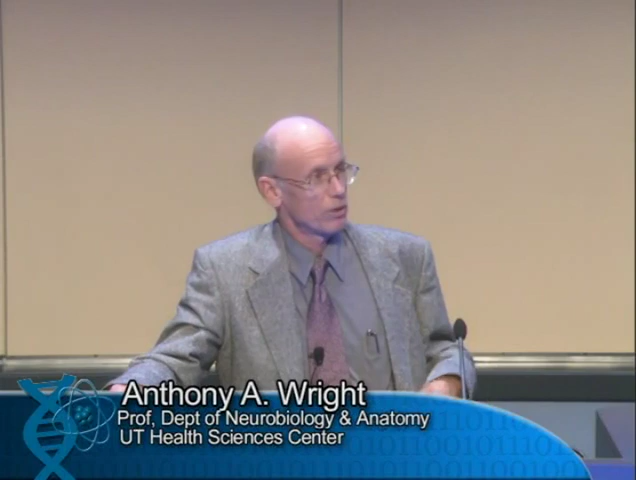 Anthony A. Wright
Prof, Dept of Neurobiology & Anatomy
UT Health Sciences Center